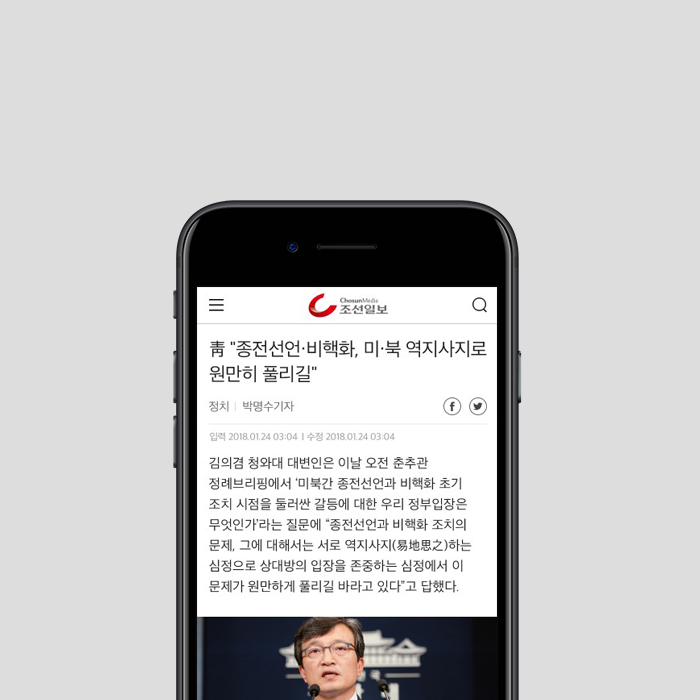 ChosunMedia
조선일보
靑 "종전선언·비핵화, 미·북 역지사지로
원만히 풀리길"
정치 | 박명수기자
입력 2018.01.24 03:04 | 수정 2018.01.24 03:04
김의겸 청와대 대변인은 이날 오전 춘추관
정례브리핑에서 '미북간 종전선언과 비핵화 초기
조치 시점을 둘러싼 갈등에 대한 우리 정부입장은
무엇인가'라는 질문에 "종전선언과 비핵화 조치의
문제, 그에 대해서는 서로 역지사지(易地思之)하는
심정으로 상대방의 입장을 존중하는 심정에서 이
문제가 원만하게 풀리길 바라고 있다"고 답했다.